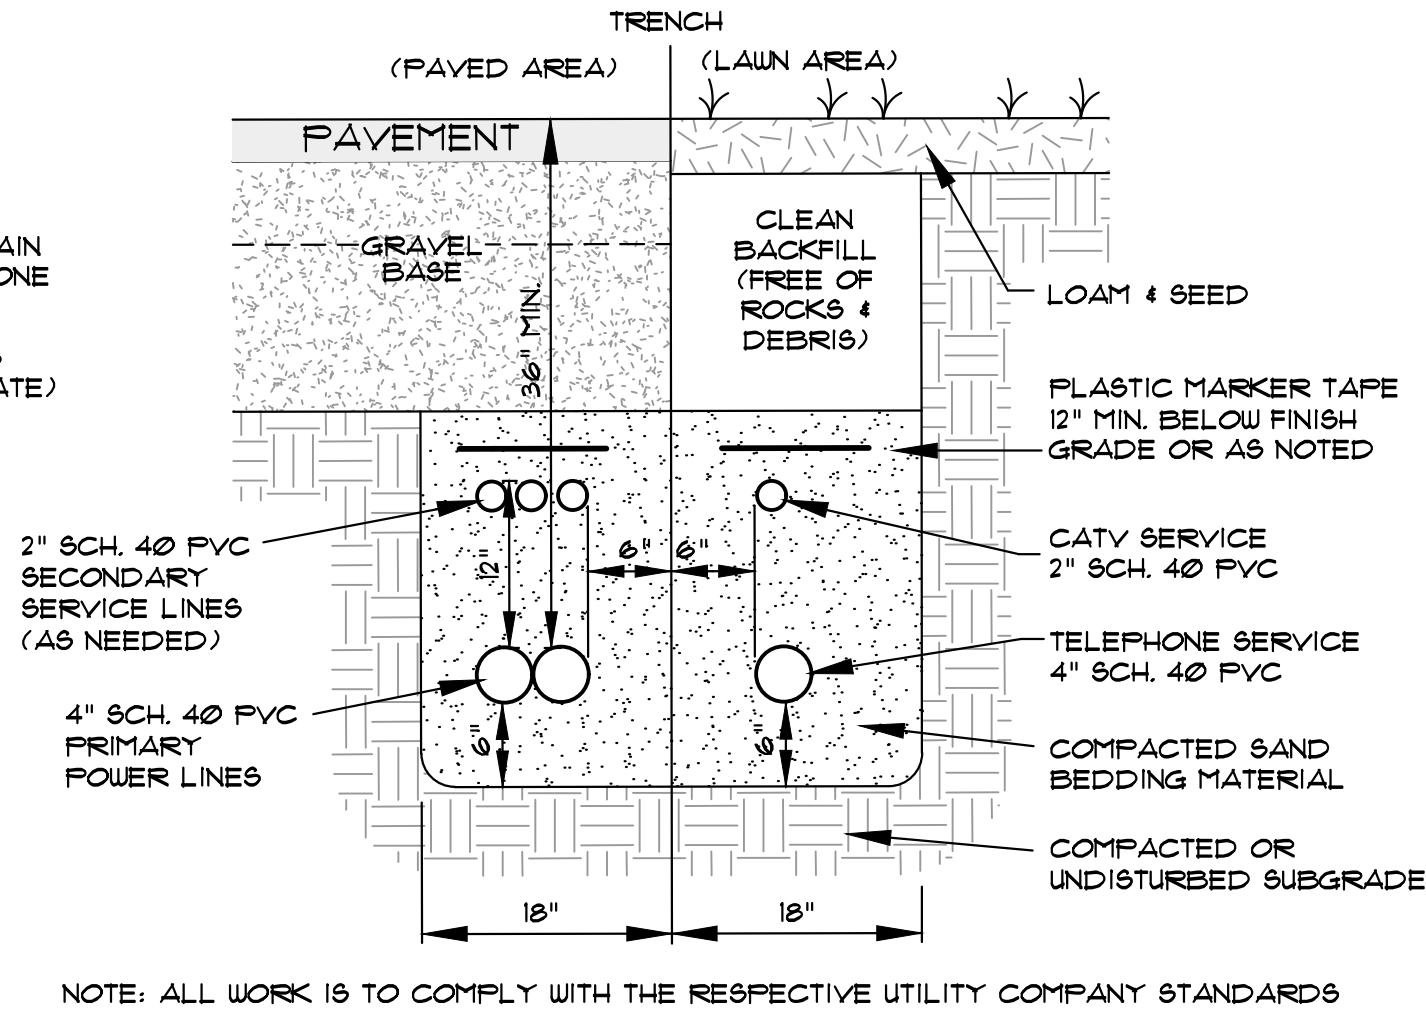 TRENCH
(PAVED AREA)
(LAWN AREA)
PAVEMENT
GRAVEL
BASE
36" MIN.
CLEAN
BACKFILL
(FREE OF
ROCKS &
DEBRIS)
LOAM & SEED
PLASTIC MARKER TAPE
12" MIN. BELOW FINISH
GRADE OR AS NOTED
2" SCH. 40 PVC
SECONDARY
SERVICE LINES
(AS NEEDED)
12"
6"
6"
CATV SERVICE
2" SCH. 40 PVC
TELEPHONE SERVICE
4" SCH. 40 PVC
4" SCH. 40 PVC
PRIMARY
POWER LINES
6"
6"
COMPACTED SAND
BEDDING MATERIAL
COMPACTED OR
UNDISTURBED SUBGRADE
18"
18"
NOTE: ALL WORK IS TO COMPLY WITH THE RESPECTIVE UTILITY COMPANY STANDARDS